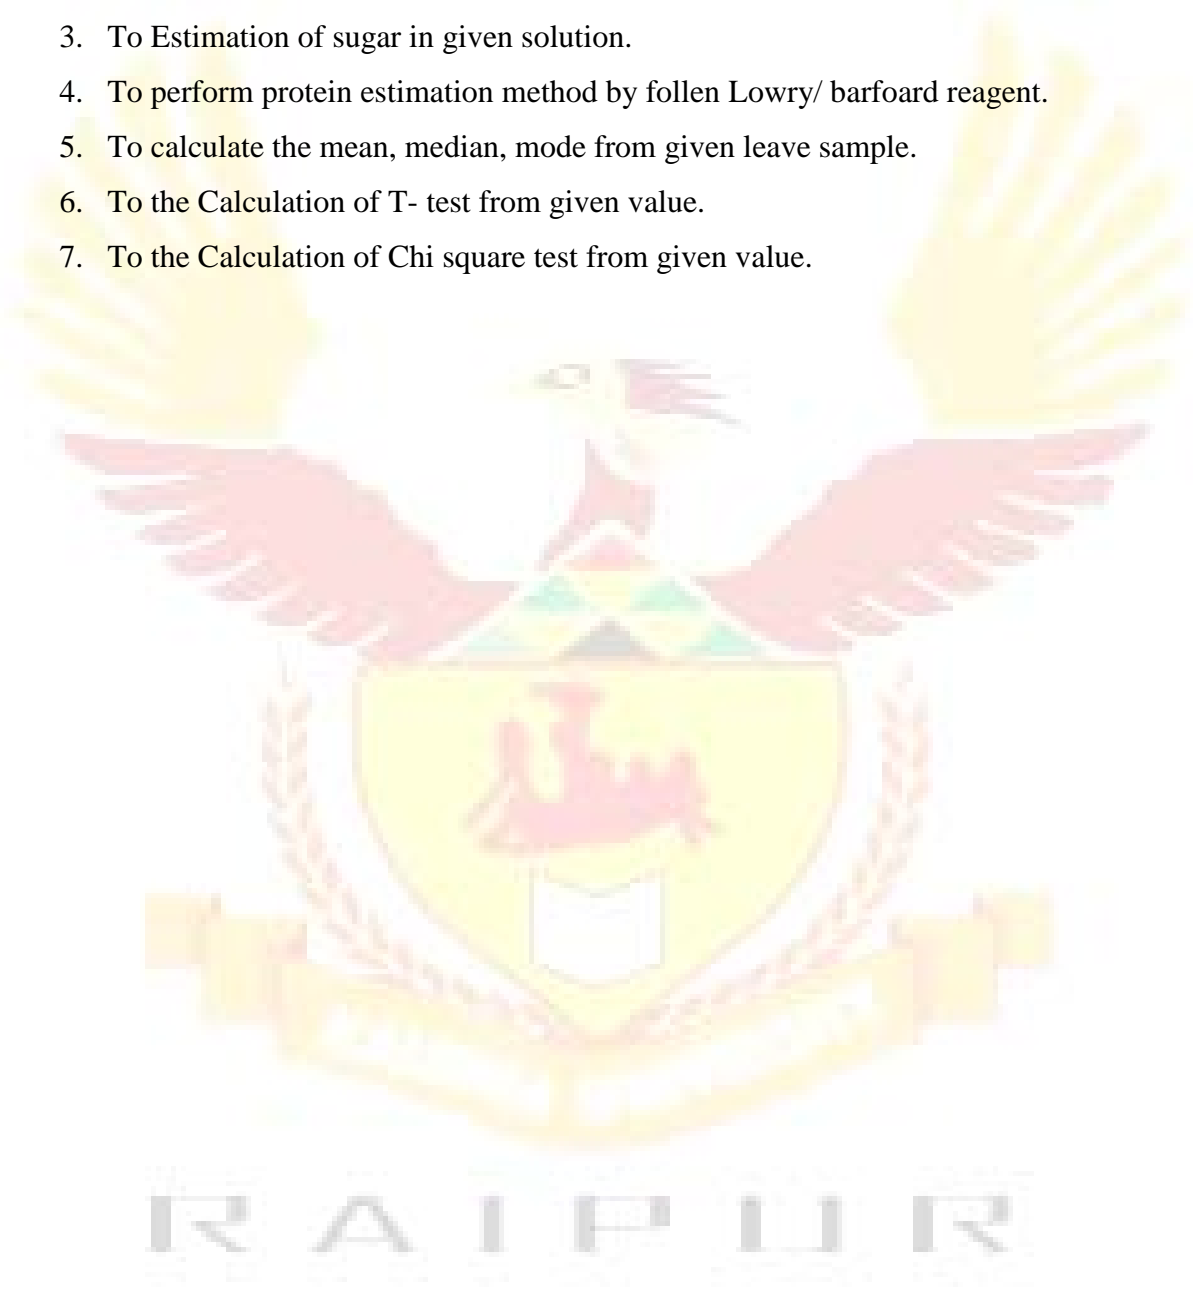 3. To Estimation of sugar in given solution.
4. To perform protein estimation method by follen Lowry/ barfoard reagent.
5. To calculate the mean, median, mode from given leave sample.
6. To the Calculation of T- test from given value.
7. To the Calculation of Chi square test from given value.
RAIPUR